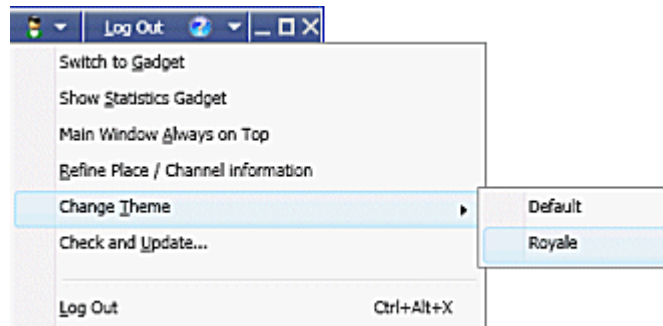 Log Out
Switch to Gadget
Show Statistics Gadget
Main Window Always on Top
Refine Place / Channel information
Change Theme
Default
Check and Update...
Royale
Log Out Ctrl+Alt+X